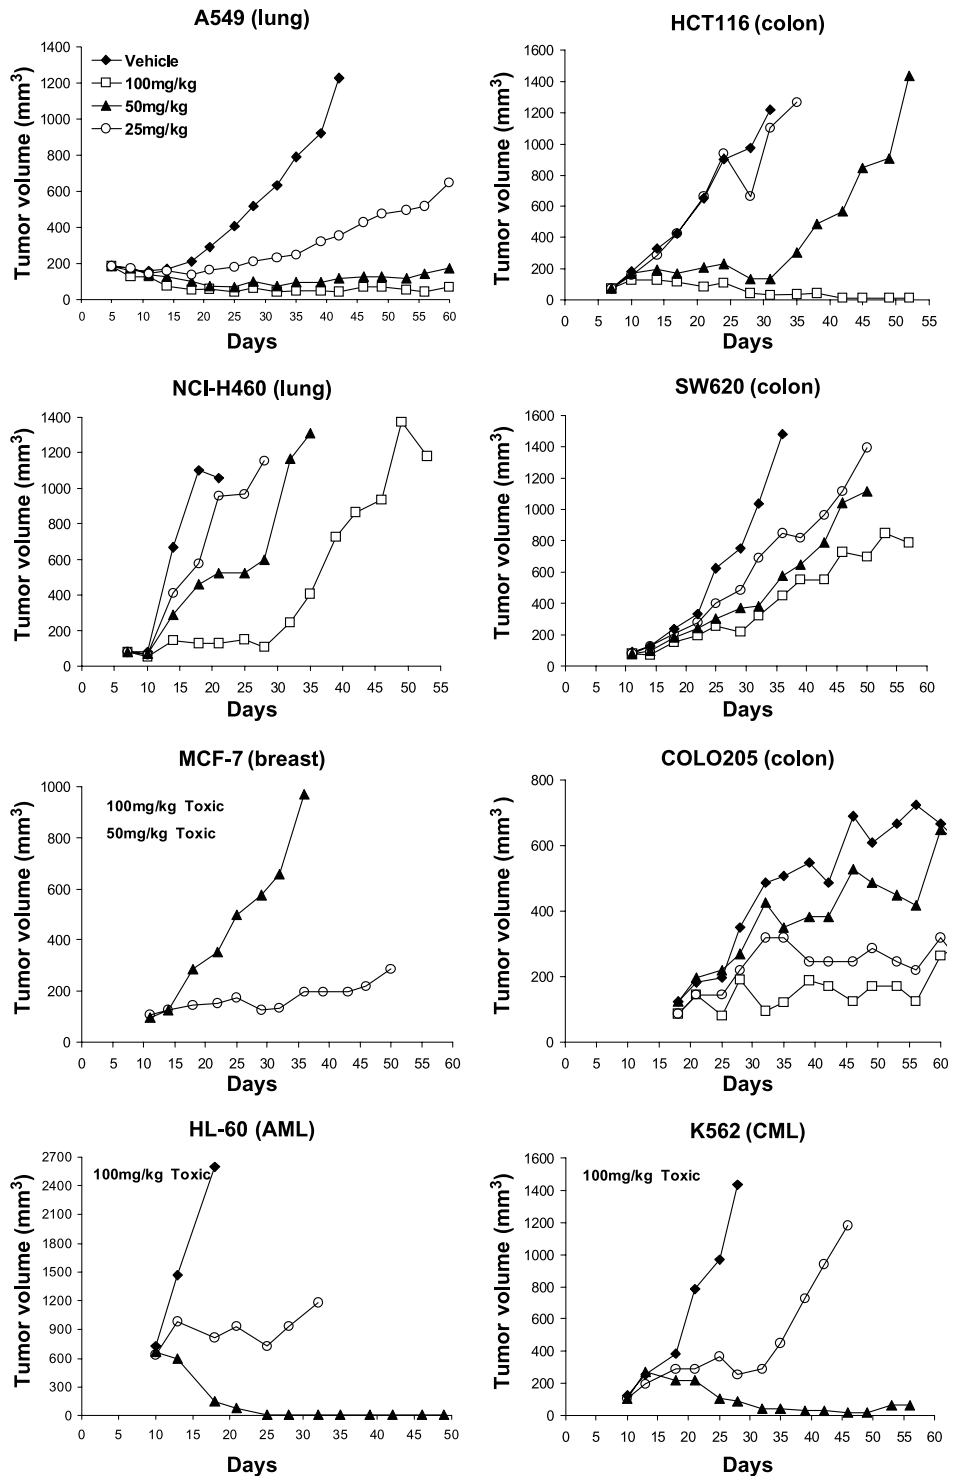 A549 (lung)
Tumor volume (mm3)
1400
1200
1000
800
600
400
200
0
Vehicle
100mg/kg
50mg/kg
25mg/kg
0 5 10 15 20 25 30 35 40 45 50 55 60
Days
HCT116 (colon)
Tumor volume (mm3)
1600
1400
1200
1000
800
600
400
200
0
0 5 10 15 20 25 30 35 40 45 50 55
Days
NCI-H460 (lung)
Tumor volume (mm3)
1400
1200
1000
800
600
400
200
0
0 5 10 15 20 25 30 35 40 45 50 55
Days
SW620 (colon)
Tumor volume (mm3)
1600
1400
1200
1000
800
600
400
200
0
0 5 10 15 20 25 30 35 40 45 50 55 60
Days
MCF-7 (breast)
Tumor volume (mm3)
1000
800
600
400
200
0
100mg/kg Toxic
50mg/kg Toxic
0 5 10 15 20 25 30 35 40 45 50 55 60
Days
COLO205 (colon)
Tumor volume (mm3)
800
600
400
200
0
0 5 10 15 20 25 30 35 40 45 50 55 60
Days
HL-60 (AML)
Tumor volume (mm3)
2700
2400
2100
1800
1500
1200
900
600
300
0
100mg/kg Toxic
0 5 10 15 20 25 30 35 40 45 50
Days
K562 (CML)
Tumor volume (mm3)
1600
1400
1200
1000
800
600
400
200
0
100mg/kg Toxic
0 5 10 15 20 25 30 35 40 45 50 55 60
Days